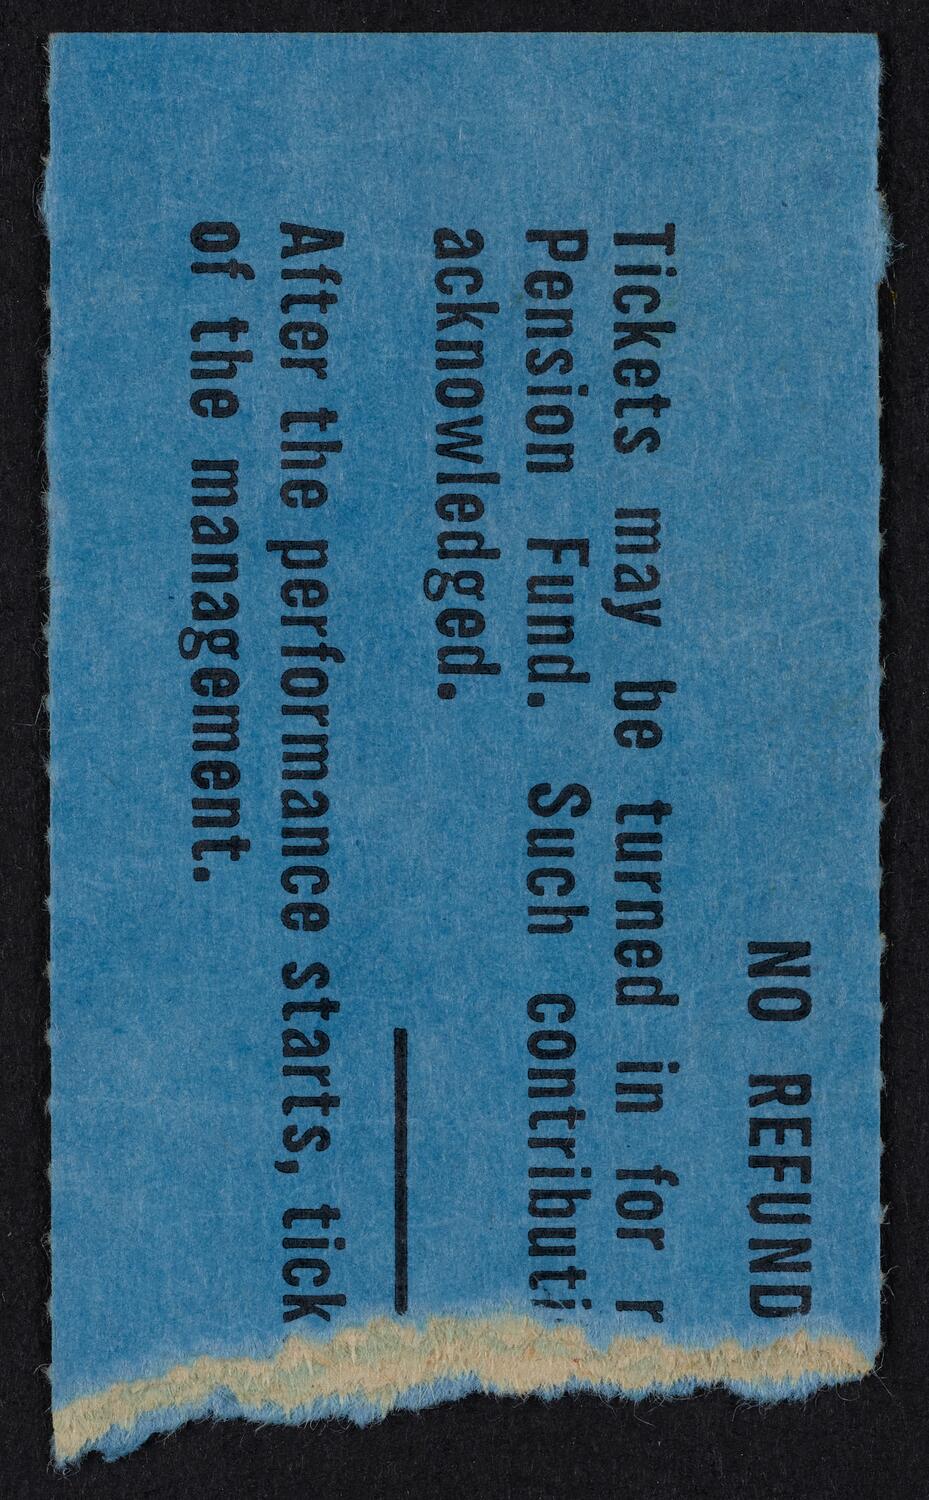 NO REFUND
Tickets may be turned in for r
Pension Fund. Such contributi
acknowledged.
After the performance starts, tick
of the management.